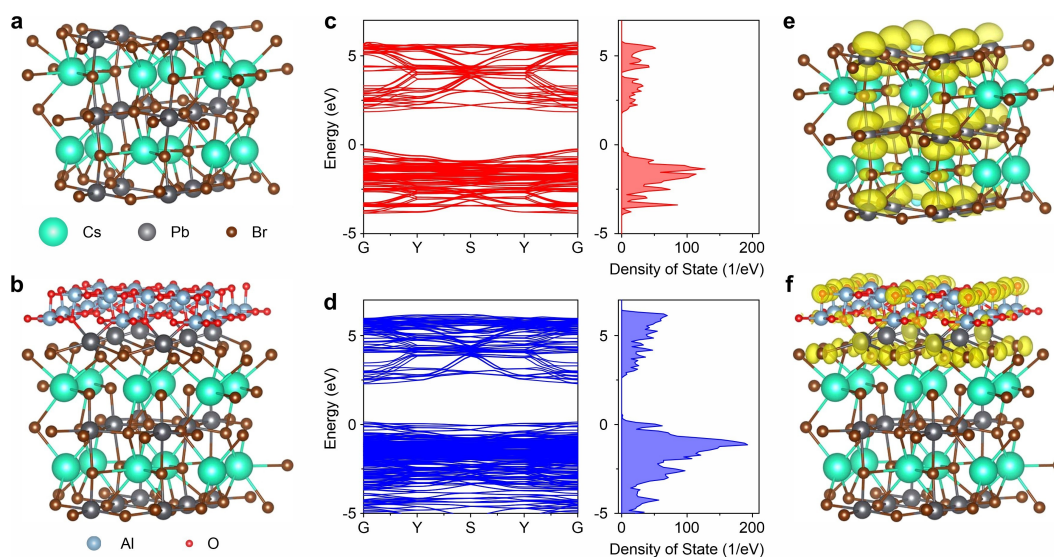 a
Cs Pb Br
b
Al O
c
Energy (eV)
5
0
-5
G Y S Y G
0 100 200
Density of State (1/eV)
d
Energy (eV)
5
0
-5
G Y S Y G
0 100 200
Density of State (1/eV)
e
f